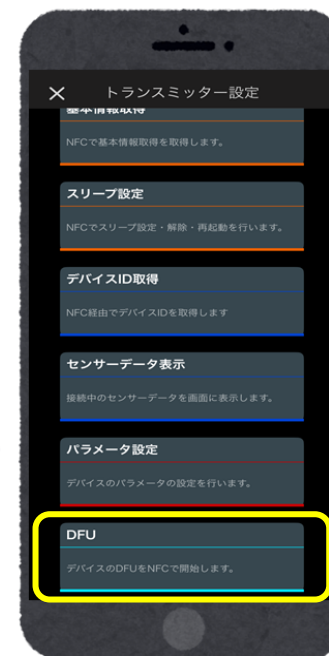 × トランスミッター設定
基本情報取得
NFCで基本情報取得を取得します。
スリープ設定
NFCでスリープ設定・解除・再起動を行います。
デバイスID取得
NFC経由でデバイスIDを取得します
センサーデータ表示
接続中のセンサーデータを画面に表示します。
パラメータ設定
デバイスのパラメータの設定を行います。
DFU
デバイスのDFUをNFCで開始します。